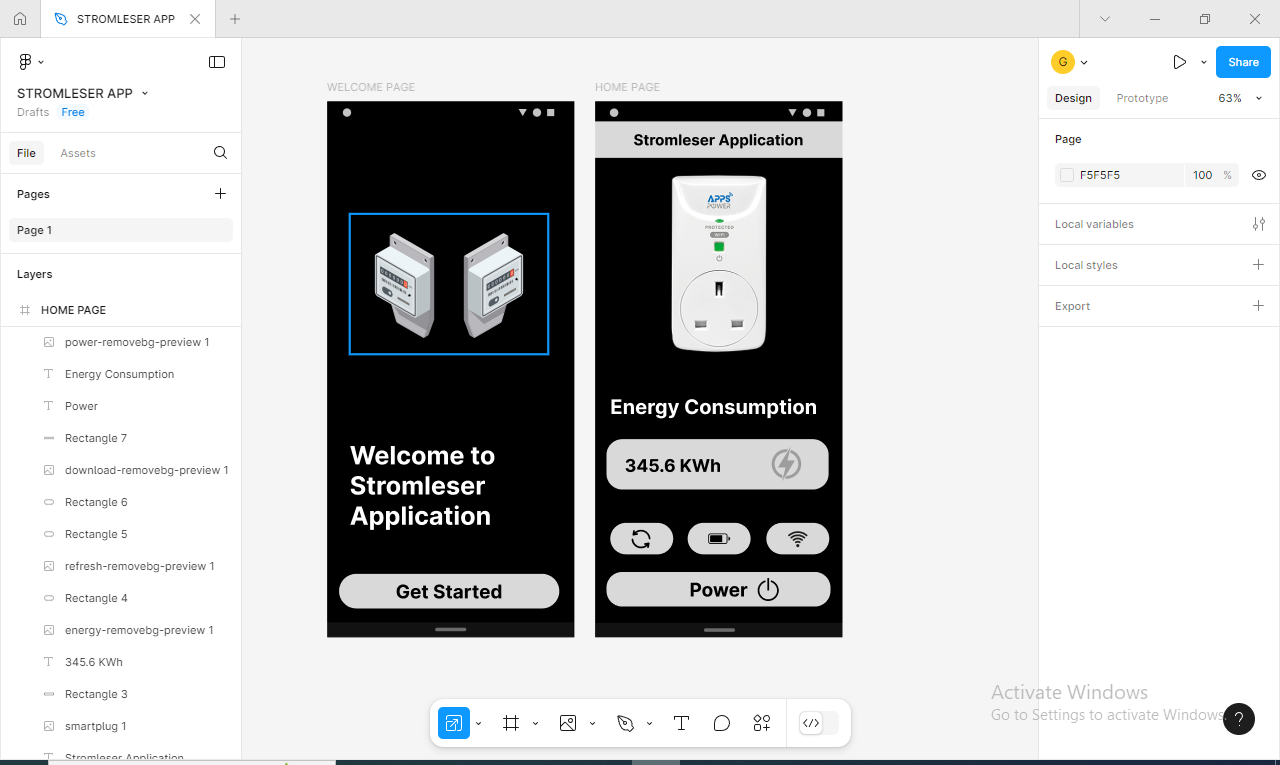 STROMLESER APP
STROMLESER APP
Drafts Free
File Assets
Pages
Page 1
Layers
HOME PAGE
power-removebg-preview 1
Energy Consumption
Power
Rectangle 7
download-removebg-preview 1
Rectangle 6
Rectangle 5
refresh-removebg-preview 1
Rectangle 4
energy-removebg-preview 1
345.6 KWh
Rectangle 3
smartplug 1
Stromleser Application
WELCOME PAGE
Welcome to
Stromleser
Application
Get Started
HOME PAGE
Stromleser Application
APPS
POWER
PROTECTED
WIFI
Energy Consumption
345.6 KWh
Power
G
Share
Design Prototype 63%
Page
F5F5F5 100 %
Local variables
Local styles
Export
Activate Windows
Go to Settings to activate Windows.
?